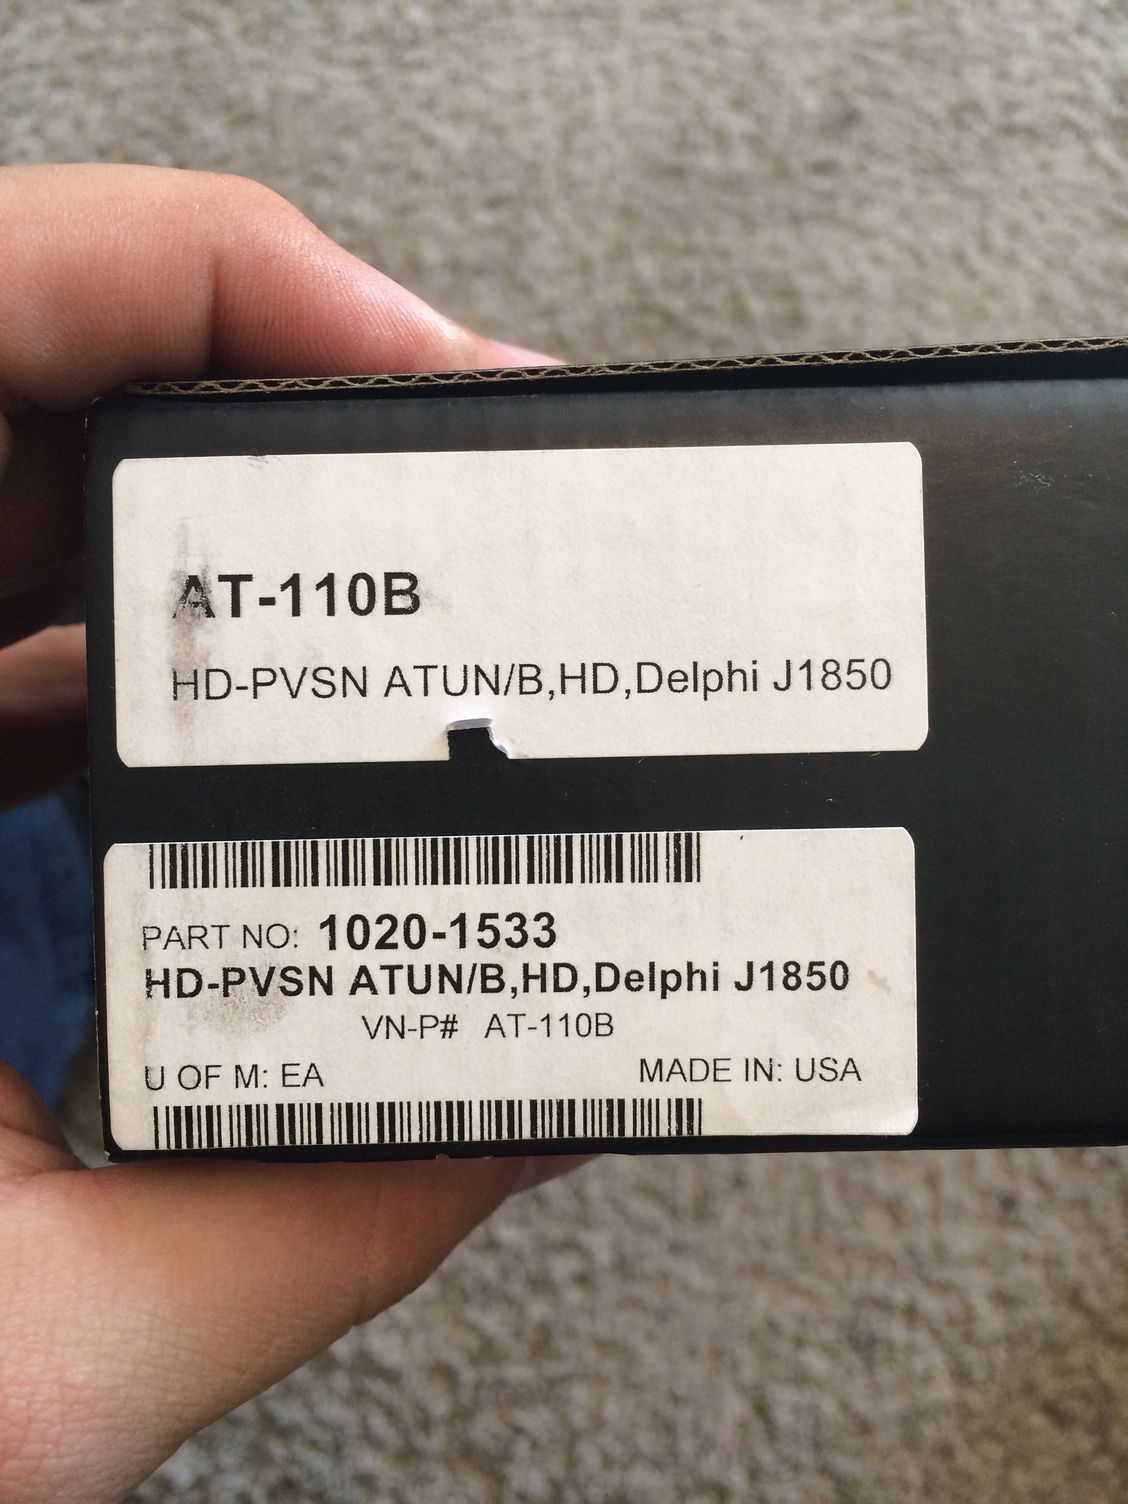 AT-110B
HD-PVSN ATUN/B,HD,Delphi J1850
PART NO: 1020-1533
HD-PVSN ATUN/B,HD,Delphi J1850
VN-P# AT-110B
U OF M: EA MADE IN: USA